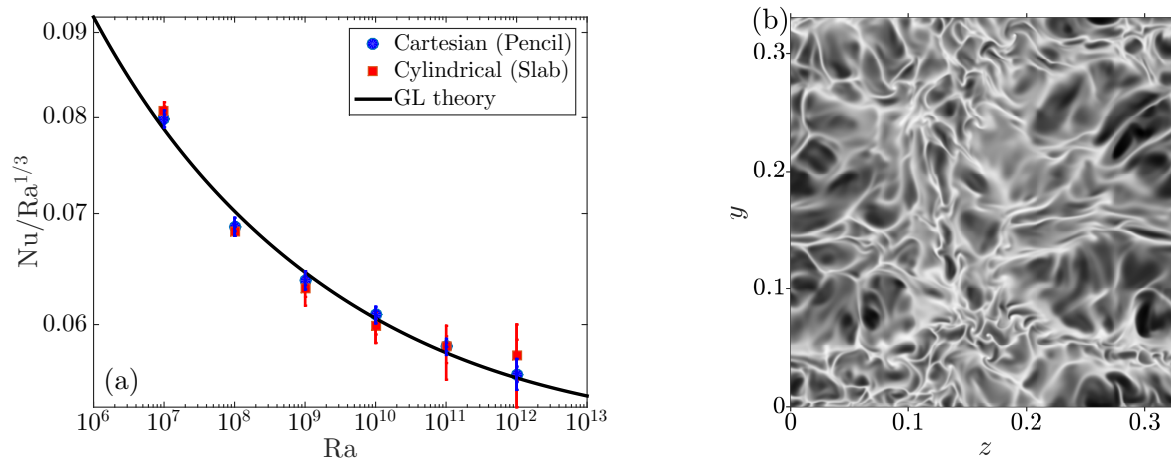 0.09
0.08
0.07
0.06
Nu/Ra^{1/3}
Cartesian (Pencil)
Cylindrical (Slab)
GL theory
(a)
10^6 10^7 10^8 10^9 10^{10} 10^{11} 10^{12} 10^{13}
Ra
(b)
0.3
0.2
0.1
0
y
0 0.1 0.2 0.3
z